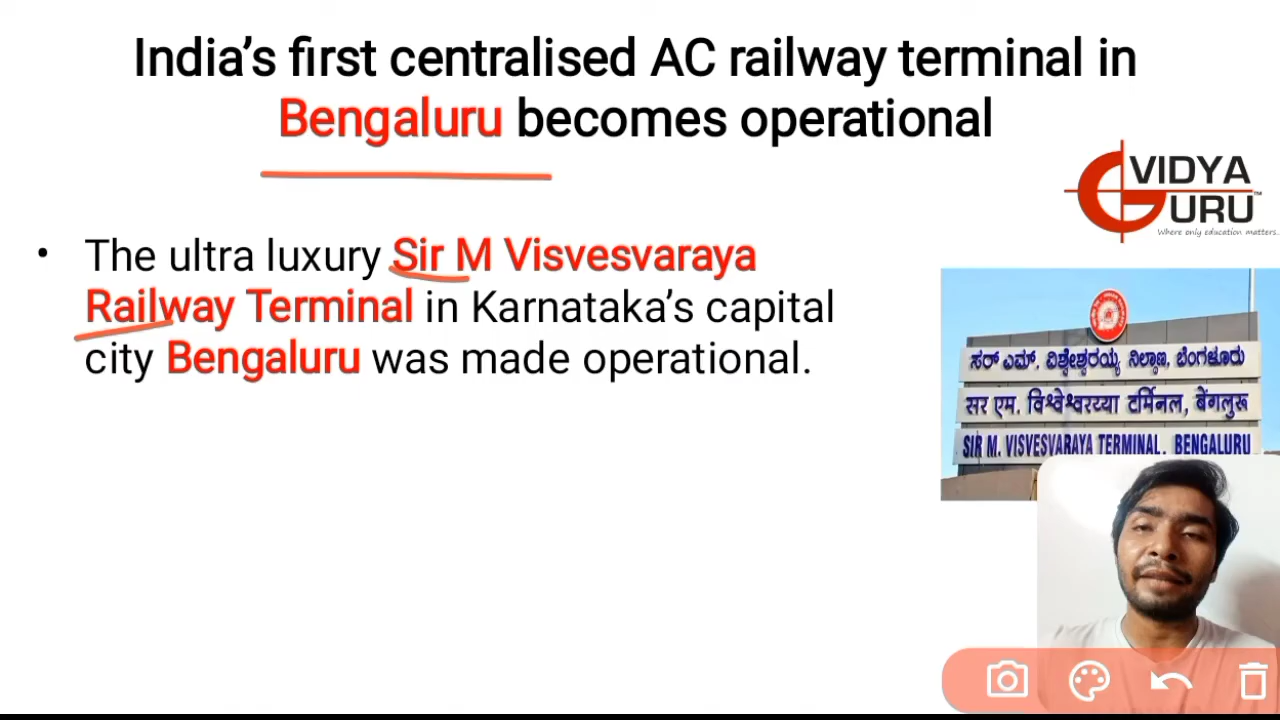 India’s first centralised AC railway terminal in
Bengaluru becomes operational
VIDYA
GURU™
Where only education matters..
• The ultra luxury Sir M Visvesvaraya
Railway Terminal in Karnataka’s capital
city Bengaluru was made operational.
ಸರ್ ಎಮ್. ವಿಶ್ವೇಶ್ವರಯ್ಯ ನಿಲ್ದಾಣ, ಬೆಂಗಳೂರು
सर एम. विश्वेश्वरय्या टर्मिनल, बेंगलुरू
SIR M. VISVESVARAYA TERMINAL, BENGALURU